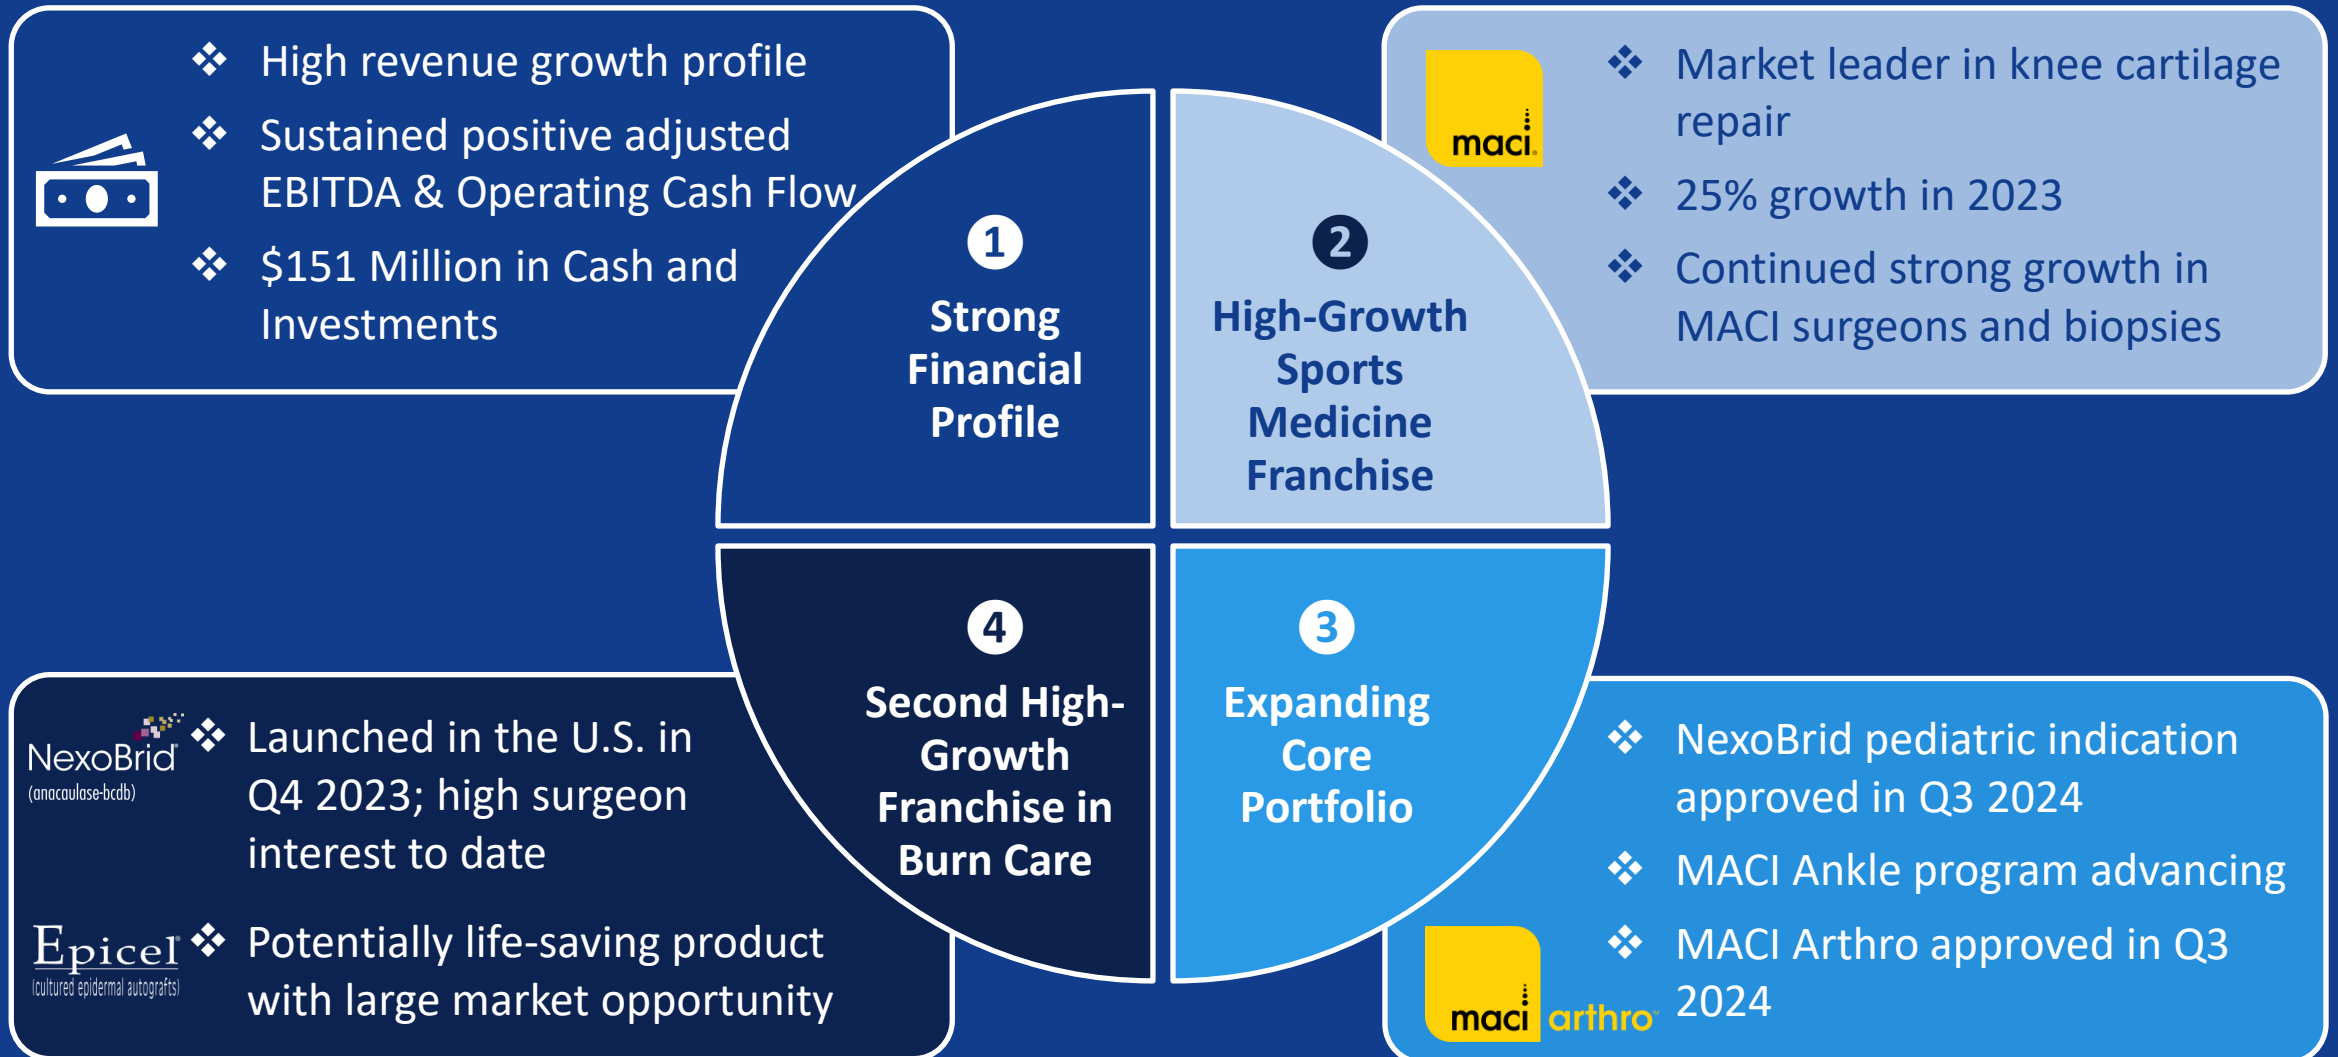 ❖ High revenue growth profile
❖ Sustained positive adjusted
EBITDA & Operating Cash Flow
❖ $151 Million in Cash and
Investments
1
Strong
Financial
Profile
2
High-Growth
Sports
Medicine
Franchise
maci®
❖ Market leader in knee cartilage
repair
❖ 25% growth in 2023
❖ Continued strong growth in
MACI surgeons and biopsies
NexoBrid®
(anacaulase-bcdb)
❖ Launched in the U.S. in
Q4 2023; high surgeon
interest to date
Epicel®
(cultured epidermal autografts)
❖ Potentially life-saving product
with large market opportunity
4
Second High-
Growth
Franchise in
Burn Care
3
Expanding
Core
Portfolio
❖ NexoBrid pediatric indication
approved in Q3 2024
❖ MACI Ankle program advancing
❖ MACI Arthro approved in Q3
2024
maci arthro™